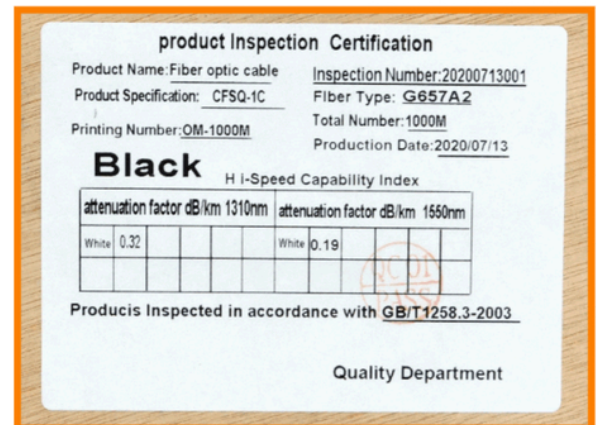 product Inspection Certification
Product Name:Fiber optic cable
Inspection Number:20200713001
Product Specification: CFSQ-1C
FIber Type: G657A2
Printing Number:OM-1000M
Total Number:1000M
Production Date:2020/07/13
Black
H i-Speed Capability Index
attenuation factor dB/km 1310nm attenuation factor dB/km 1550nm
White 0.32 White 0.19
QC 01
PASS
Producis Inspected in accordance with GB/T1258.3-2003
Quality Department